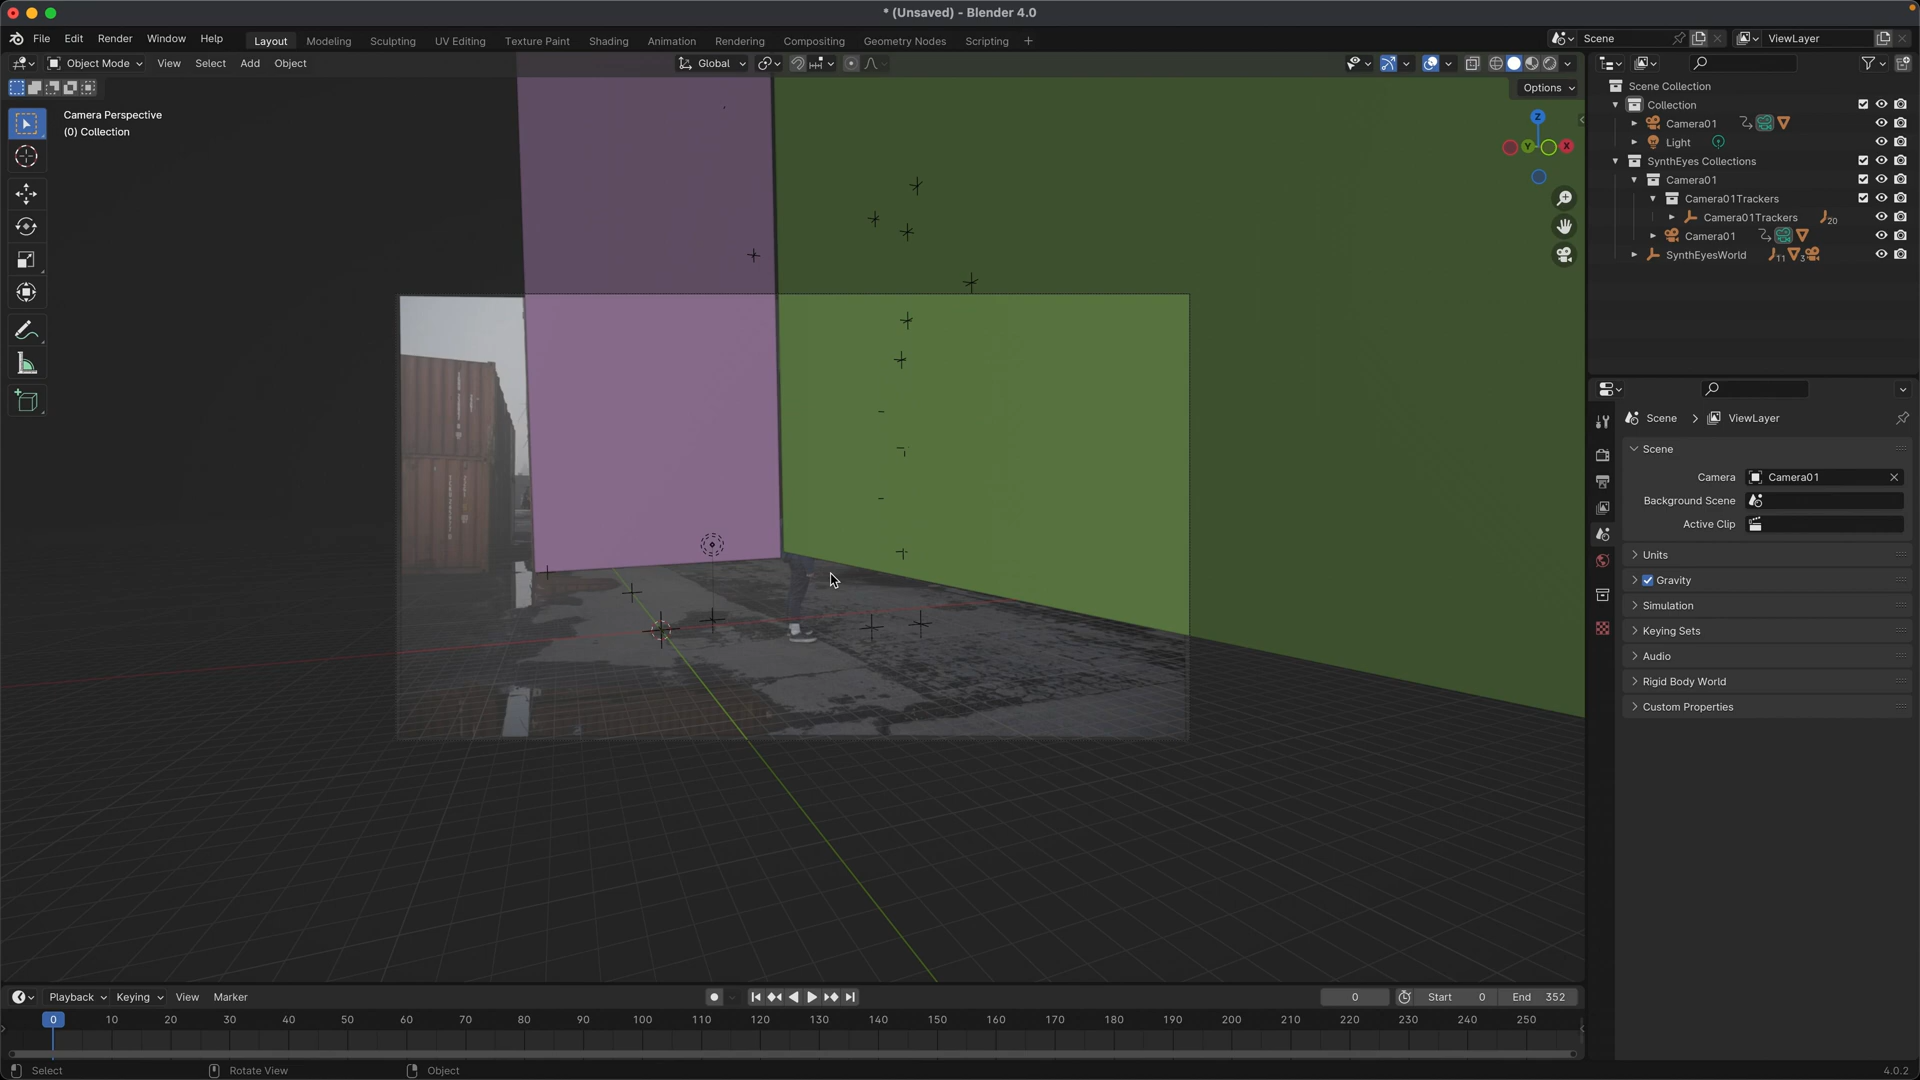 * (Unsaved) - Blender 4.0
File Edit Render Window Help Layout Modeling Sculpting UV Editing Texture Paint Shading Animation Rendering Compositing Geometry Nodes Scripting + Scene ViewLayer
Object Mode View Select Add Object Global
Options
Camera Perspective
(0) Collection
Z
Y
X
Scene Collection
Collection
Camera01
Light
SynthEyes Collections
Camera01
Camera01Trackers
Camera01Trackers 20
Camera01
SynthEyesWorld 11 3
Scene > ViewLayer
Scene
Camera Camera01
Background Scene
Active Clip
Units
Gravity
Simulation
Keying Sets
Audio
Rigid Body World
Custom Properties
Playback Keying View Marker 0 Start 0 End 352
0 10 20 30 40 50 60 70 80 90 100 110 120 130 140 150 160 170 180 190 200 210 220 230 240 250
Select Rotate View Object 4.0.2